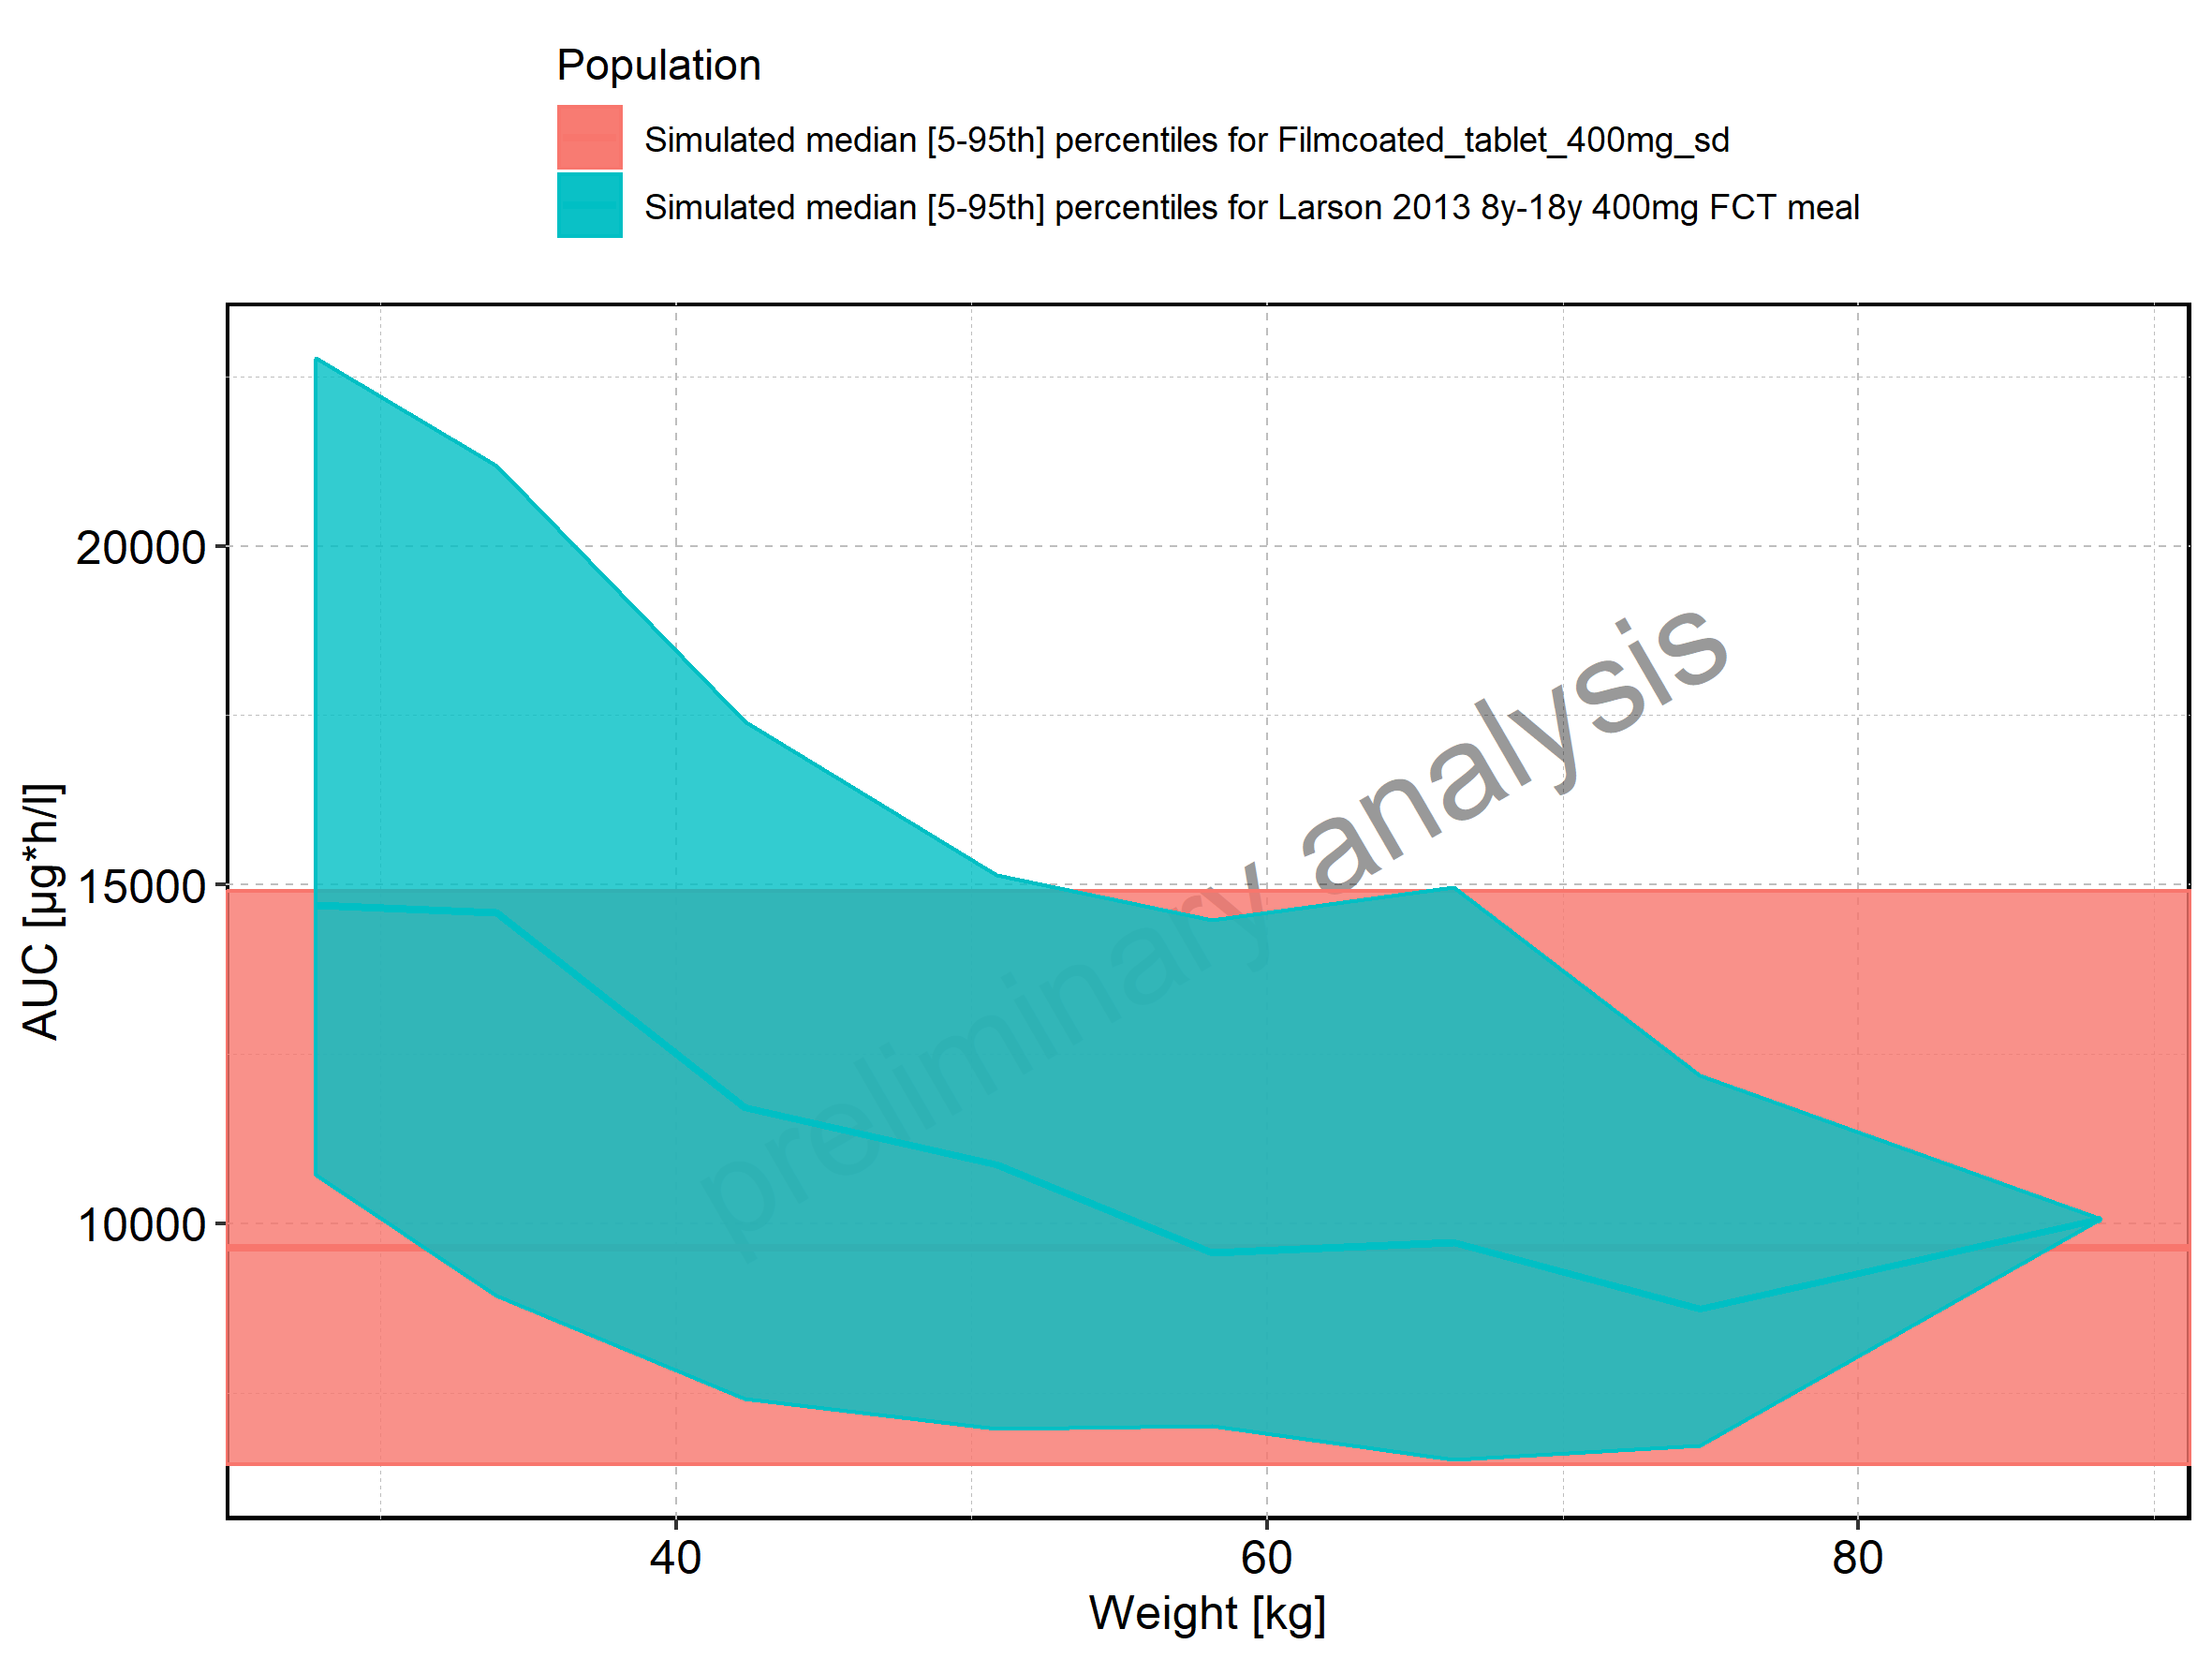 Population
Simulated median [5-95th] percentiles for Filmcoated_tablet_400mg_sd
Simulated median [5-95th] percentiles for Larson 2013 8y-18y 400mg FCT meal
20000
15000
10000
AUC [µg*h/l]
preliminary analysis
40
60
80
Weight [kg]